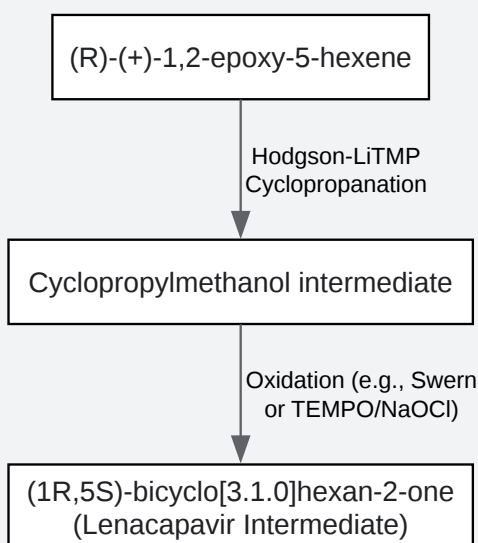 (R)-(+)-1,2-epoxy-5-hexene
Hodgson-LiTMP
Cyclopropanation
Cyclopropylmethanol intermediate
Oxidation (e.g., Swern
or TEMPO/NaOCl)
(1R,5S)-bicyclo[3.1.0]hexan-2-one
(Lenacapavir Intermediate)